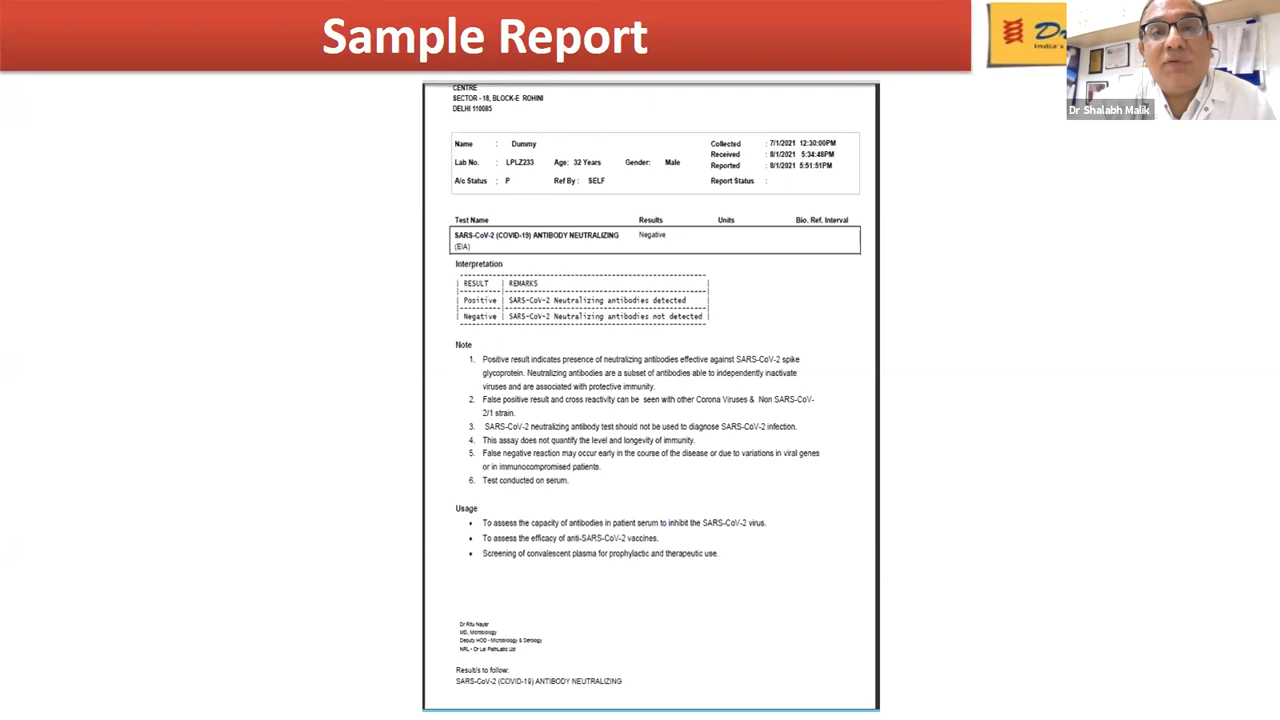 Sample Report
Dr
India's
Dr Shalabh Malik
CENTRE
SECTOR - 18, BLOCK-E ROHINI
DELHI 110085
Name : Dummy Collected : 7/1/2021 12:30:00PM
Received : 8/1/2021 5:34:48PM
Lab No. : LPLZ233 Age: 32 Years Gender: Male Reported : 8/1/2021 5:51:51PM
A/c Status : P Ref By : SELF Report Status :
Test Name Results Units Bio. Ref. Interval
SARS-CoV-2 (COVID-19) ANTIBODY NEUTRALIZING Negative
(EIA)
Interpretation
RESULT | REMARKS
Positive | SARS-CoV-2 Neutralizing antibodies detected
Negative | SARS-CoV-2 Neutralizing antibodies not detected
Note
1. Positive result indicates presence of neutralizing antibodies effective against SARS-CoV-2 spike
glycoprotein. Neutralizing antibodies are a subset of antibodies able to independently inactivate
viruses and are associated with protective immunity.
2. False positive result and cross reactivity can be seen with other Corona Viruses & Non SARS-CoV-
2/1 strain.
3. SARS-CoV-2 neutralizing antibody test should not be used to diagnose SARS-CoV-2 infection.
4. This assay does not quantify the level and longevity of immunity.
5. False negative reaction may occur early in the course of the disease or due to variations in viral genes
or in immunocompromised patients.
6. Test conducted on serum.
Usage
• To assess the capacity of antibodies in patient serum to inhibit the SARS-CoV-2 virus.
• To assess the efficacy of anti-SARS-CoV-2 vaccines.
• Screening of convalescent plasma for prophylactic and therapeutic use.
Dr Ritu Nayar
MD, Microbiology
Deputy HOD - Microbiology & Serology
NRL - Dr Lal PathLabs Ltd
Result/s to follow:
SARS-CoV-2 (COVID-19) ANTIBODY NEUTRALIZING